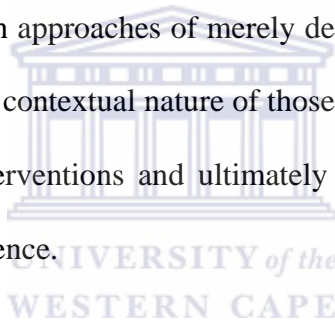 approaches of merely de
contextual nature of those
erventions and ultimately
ence.
UNIVERSITY of the
WESTERN CAPE